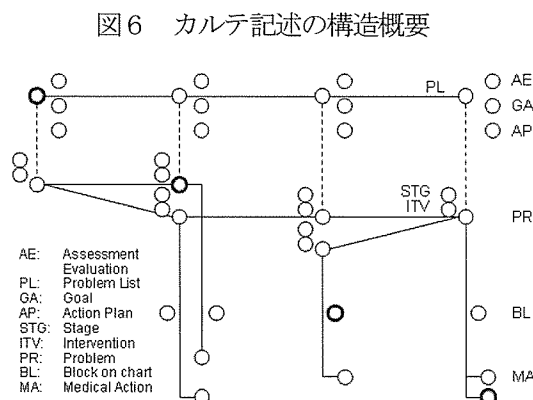 図６　カルテ記述の構造概要
PL
AE
GA
AP
STG
ITV
PR
AE: Assessment
Evaluation
PL: Problem List
GA: Goal
AP: Action Plan
STG: Stage
ITV: Intervention
PR: Problem
BL: Block on chart
MA: Medical Action
BL
MA